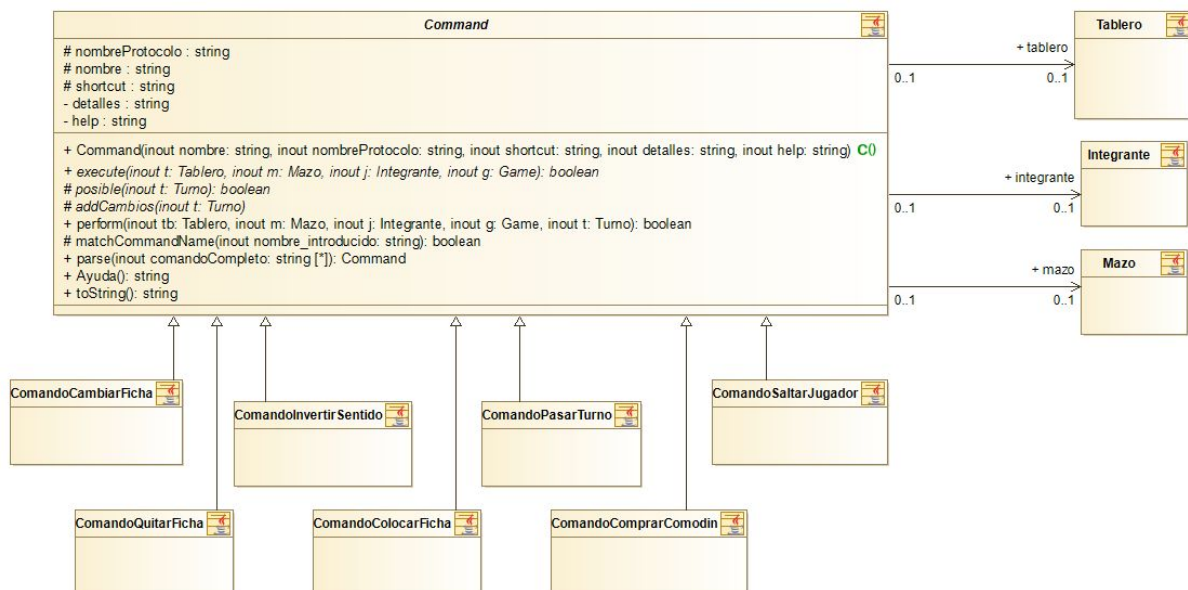 Command
# nombreProtocolo : string
# nombre : string
# shortcut : string
- detalles : string
- help : string
+ Command(inout nombre: string, inout nombreProtocolo: string, inout shortcut: string, inout detalles: string, inout help: string) C()
+ execute(inout t: Tablero, inout m: Mazo, inout j: Integrante, inout g: Game): boolean
# posible(inout t: Turno): boolean
# addCambios(inout t: Turno)
+ perform(inout tb: Tablero, inout m: Mazo, inout j: Integrante, inout g: Game, inout t: Turno): boolean
# matchCommandName(inout nombre_introducido: string): boolean
+ parse(inout comandoCompleto: string [*]): Command
+ Ayuda(): string
+ toString(): string
Tablero
+ tablero
0..1
0..1
Integrante
+ integrante
0..1
0..1
Mazo
+ mazo
0..1
0..1
ComandoCambiarFicha
ComandoInvertirSentido
ComandoPasarTurno
ComandoSaltarJugador
ComandoQuitarFicha
ComandoColocarFicha
ComandoComprarComodin